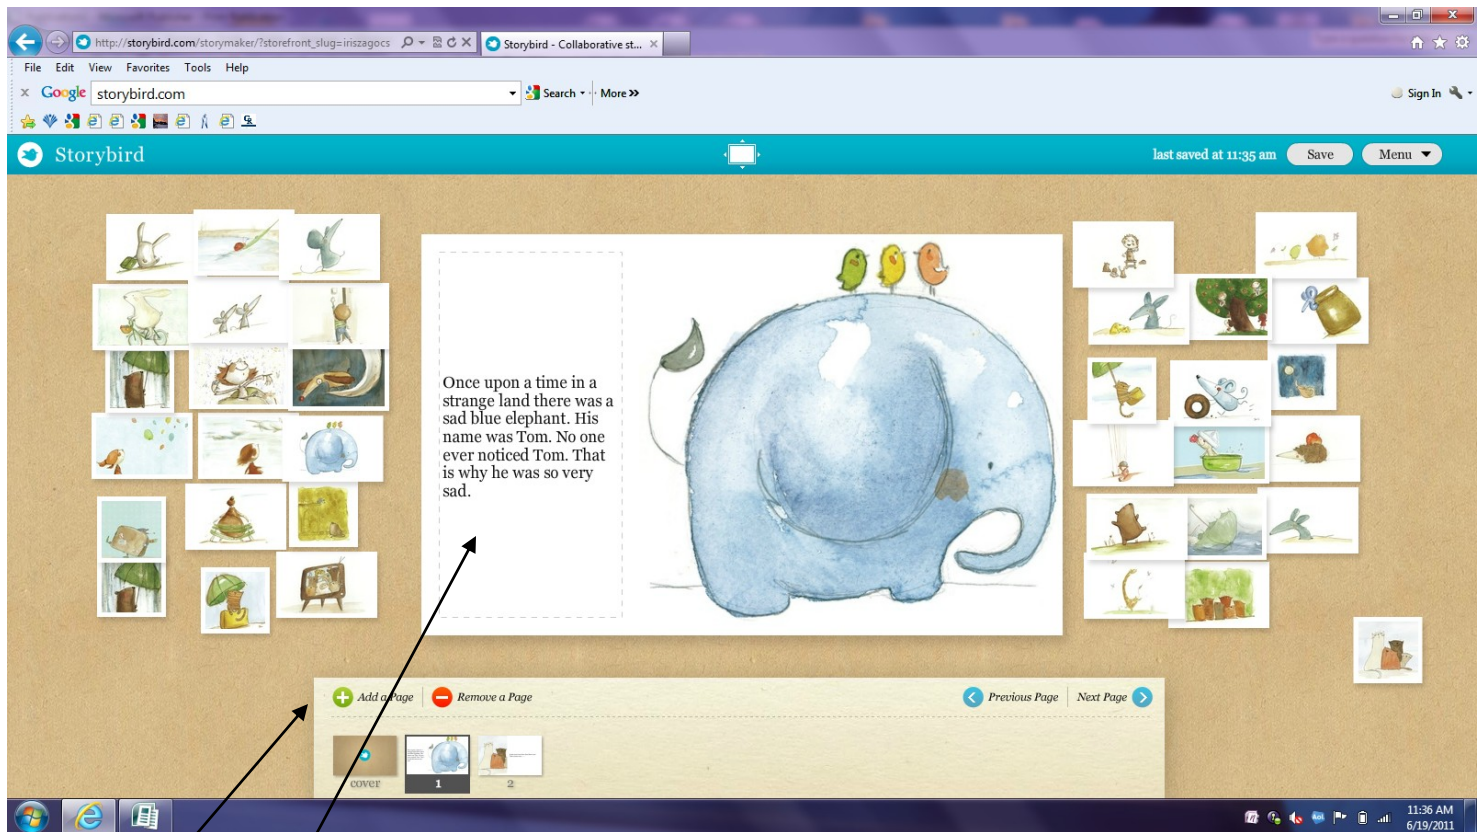 http://storybird.com/storymaker/?storefront_slug=iriszagocs
Storybird - Collaborative st...
File Edit View Favorites Tools Help
x Google storybird.com Search More >> Sign In
Storybird
last saved at 11:35 am Save Menu
Once upon a time in a
strange land there was a
sad blue elephant. His
name was Tom. No one
ever noticed Tom. That
is why he was so very
sad.
Add a Page Remove a Page Previous Page Next Page
cover 1 2
11:36 AM
6/19/2011